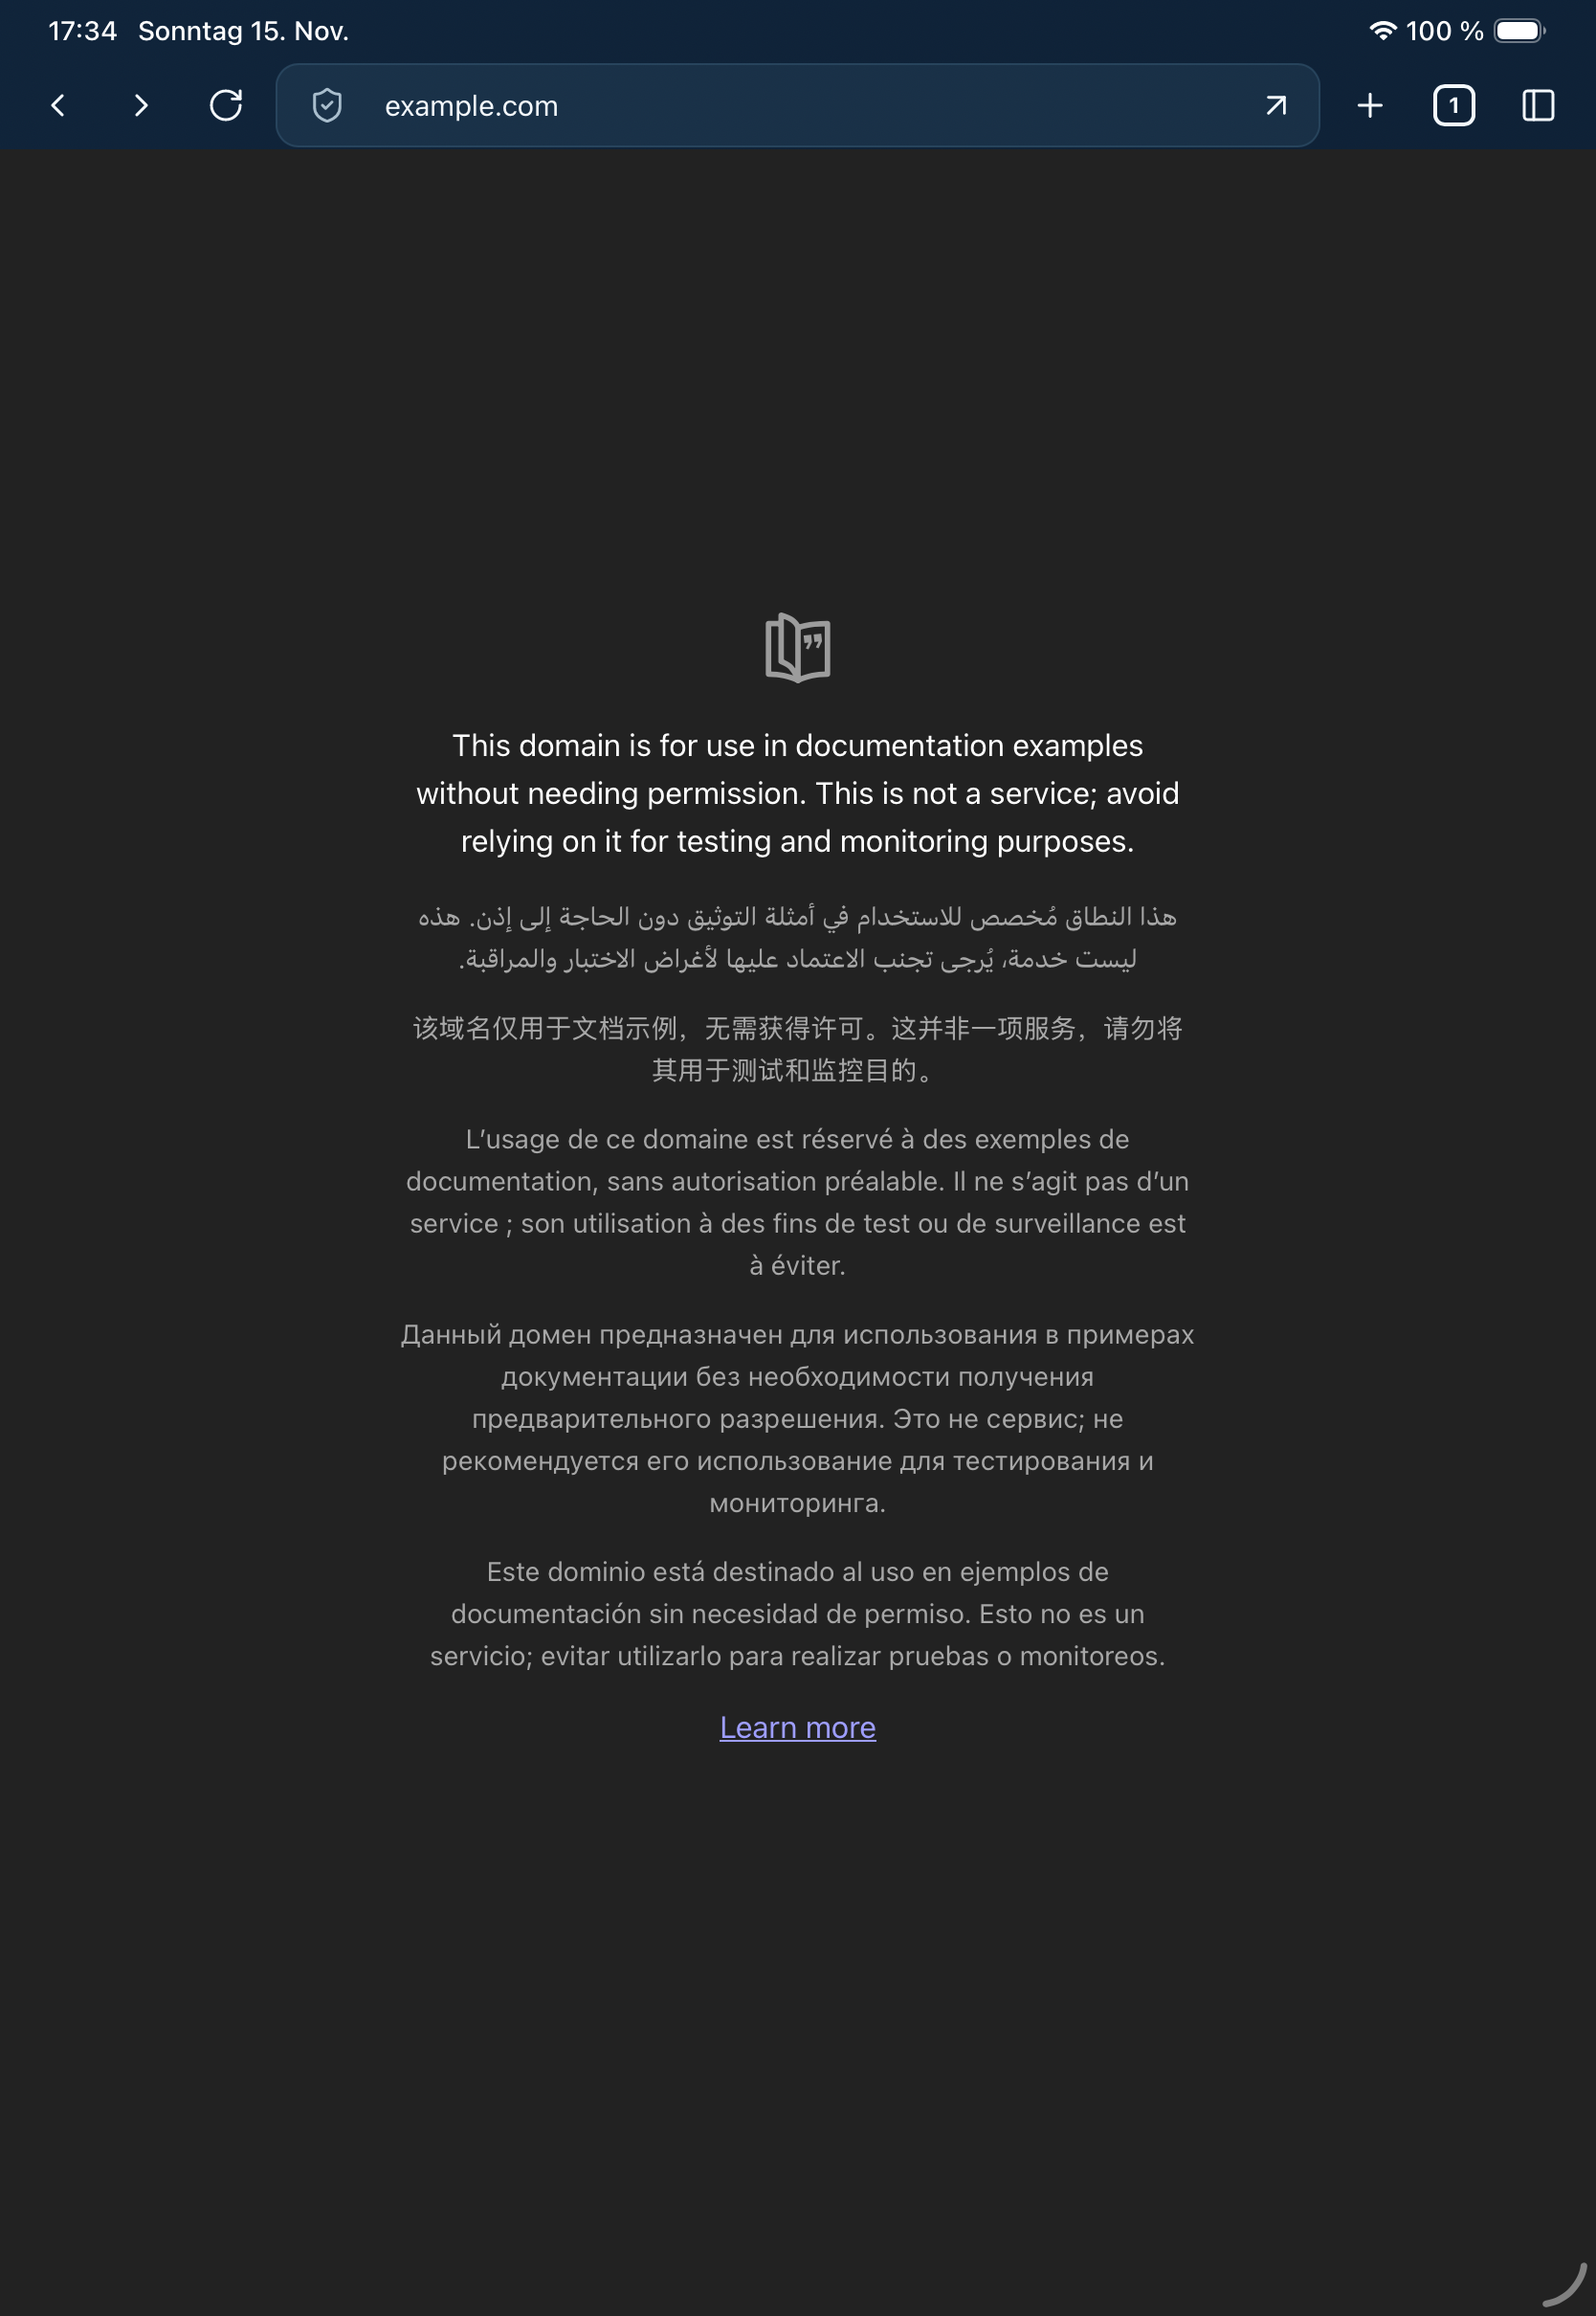 17:34 Sonntag 15. Nov.
100 %
example.com
1
This domain is for use in documentation examples
without needing permission. This is not a service; avoid
relying on it for testing and monitoring purposes.
هذا النطاق مُخصص للاستخدام في أمثلة التوثيق دون الحاجة إلى إذن. هذه
ليست خدمة، يُرجى تجنب الاعتماد عليها لأغراض الاختبار والمراقبة.
该域名仅用于文档示例，无需获得许可。这并非一项服务，请勿将
其用于测试和监控目的。
L’usage de ce domaine est réservé à des exemples de
documentation, sans autorisation préalable. Il ne s’agit pas d’un
service ; son utilisation à des fins de test ou de surveillance est
à éviter.
Данный домен предназначен для использования в примерах
документации без необходимости получения
предварительного разрешения. Это не сервис; не
рекомендуется его использование для тестирования и
мониторинга.
Este dominio está destinado al uso en ejemplos de
documentación sin necesidad de permiso. Esto no es un
servicio; evitar utilizarlo para realizar pruebas o monitoreos.
Learn more